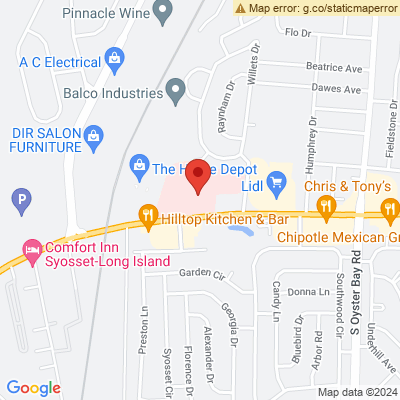 Pinnacle Wine
Map error: g.co/staticmaperror
Flo Dr
A C Electrical
Willets Dr
Beatrice Ave
Dawes Ave
Balco Industries
Raynham Dr
Humphrey Dr
Fieldstone Dr
DIR SALON
FURNITURE
The Home Depot
Lidl
Chris & Tony's
P
Hilltop Kitchen & Bar
Chipotle Mexican Gr
Comfort Inn
Syosset-Long Island
Garden Cir
S Oyster Bay Rd
Preston Ln
Syosset Cir
Florence Dr
Alexander Dr
Georgia Dr
Candy Ln
Donna Ln
Bluebird Dr
Arbor Rd
Southwood Cir
Underhill Ave
Google
Map data ©2024